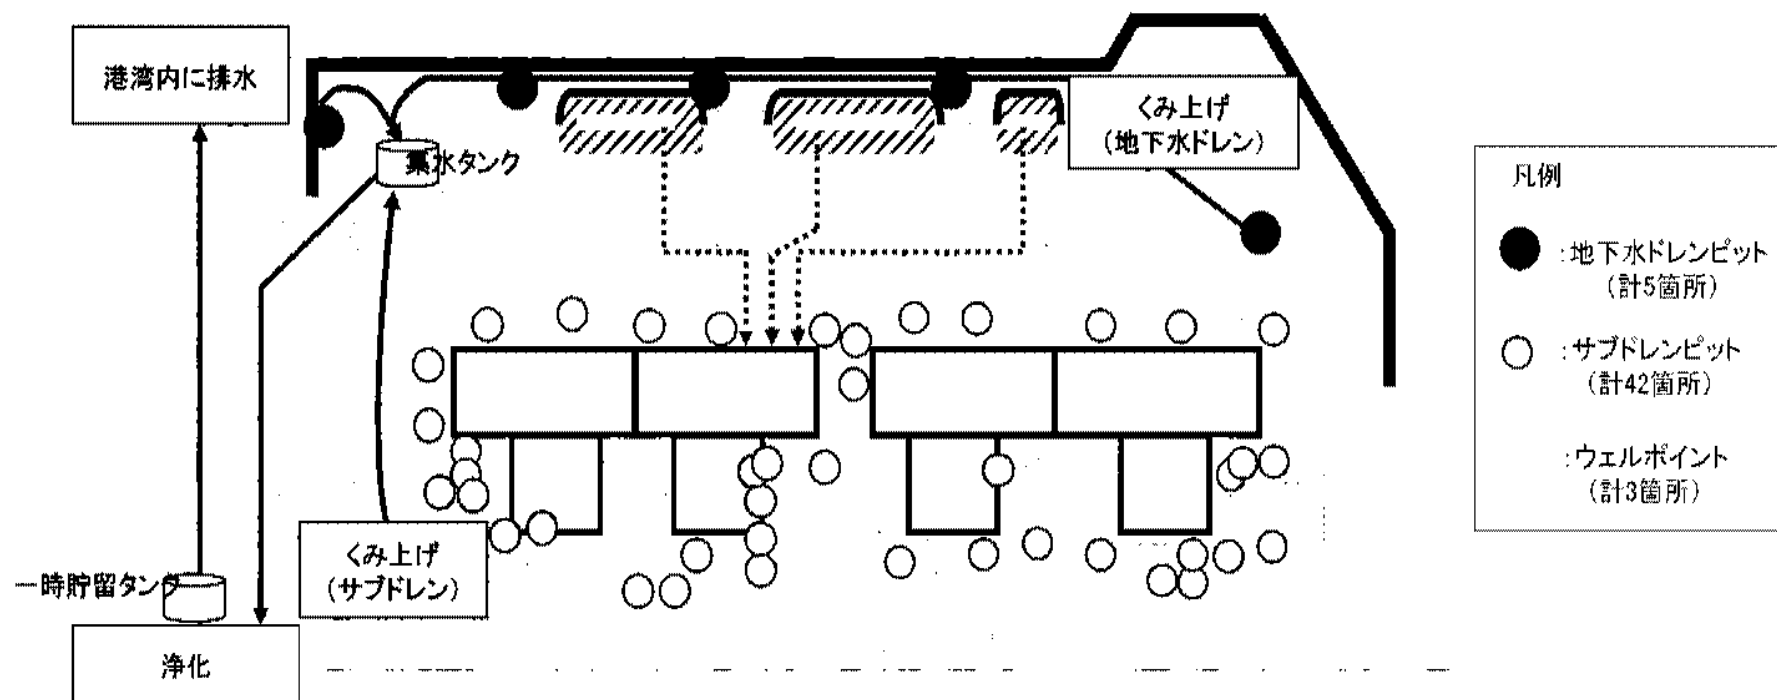 港湾内に排水
集水タンク
くみ上げ
(地下水ドレン)
凡例
:地下水ドレンピット
(計5箇所)
:サブドレンピット
(計42箇所)
:ウェルポイント
(計3箇所)
くみ上げ
(サブドレン)
一時貯留タンク
浄化